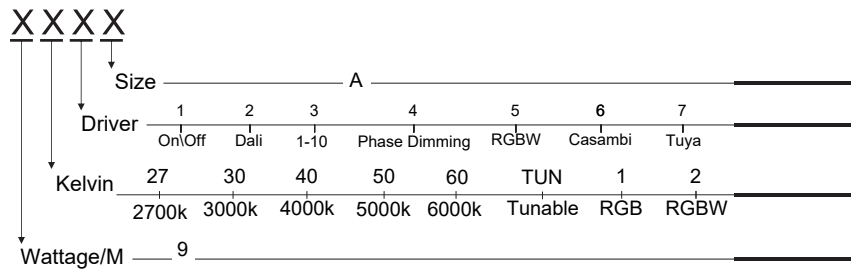 X X X X
Size A
1 2 3 4 5 6 7
Driver
On\Off Dali 1-10 Phase Dimming RGBW Casambi Tuya
27 30 40 50 60 TUN 1 2
Kelvin
2700k 3000k 4000k 5000k 6000k Tunable RGB RGBW
Wattage/M 9